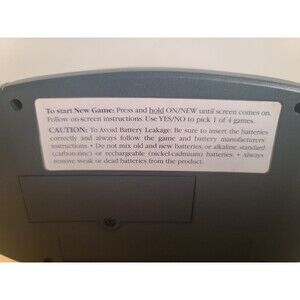 To start New Game: Press and hold ON/NEW until screen comes on.
Follow on-screen instructions. Use YES/NO to pick 1 of 4 games.
CAUTION: To Avoid Battery Leakage: Be sure to insert the batteries
correctly and always follow the game and battery manufacturers
instructions. • Do not mix old and new batteries, or alkaline, standard
(carbon-zinc) or rechargeable (nickel-cadmium) batteries. • Always
remove weak or dead batteries from the product.